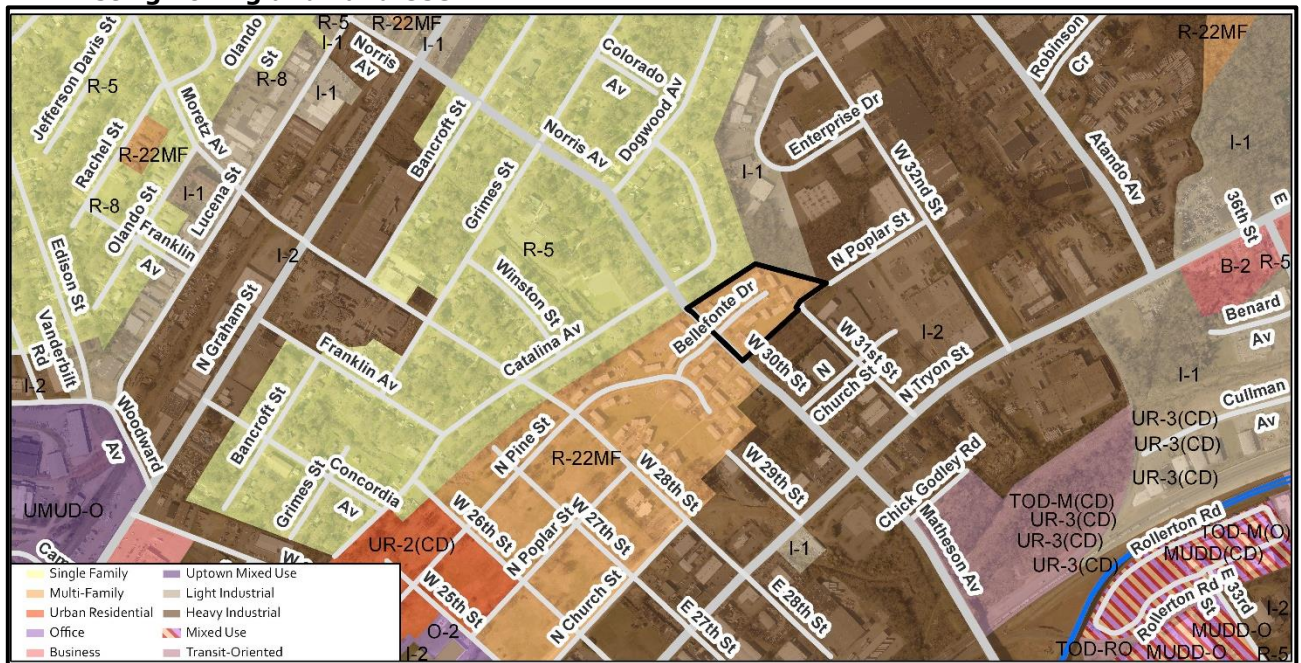 Jefferson Davis St
R-5
Olando St
R-8
R-5
I-1
R-22MF
I-1
Norris Av
I-1
Moretz Av
Rachel St
R-22MF
R-8
I-1
Lucena St
Olando St
Franklin Av
Edison St
Vanderbilt Rd
I-2
Woodward Av
UMUD-O
N Graham St
I-2
Bancroft St
Grimes St
Colorado Av
Norris Av
Dogwood Av
R-5
Winston St
Catalina Av
Franklin Av
Bancroft St
Grimes St
Concordia Av
I-1
Enterprise Dr
W 32nd St
N Poplar St
Bellefonte Dr
W 30th St
W 31st St
N Church St
I-2
N Tryon St
Robinson Cr
R-22MF
Atando Av
I-1
36th St
E
B-2
R-5
Benard Av
I-1
Cullman Av
UR-3(CD)
UR-3(CD)
UR-3(CD)
TOD-M(CD)
UR-3(CD)
UR-3(CD)
UR-3(CD)
Rollerton Rd
TOD-M(O)
MUDD(CD)
Rollerton Rd
E 33rd St
I-2
MUDD-O
TOD-RO
MUDD-O
R-5
Chick Godley Rd
Matheson Av
W 29th St
W 28th St
R-22MF
N Pine St
W 27th St
N Poplar St
W 26th St
UR-2(CD)
W 25th St
O-2
I-2
N Church St
E 27th St
E 28th St
I-1
Single Family
Multi-Family
Urban Residential
Office
Business
Uptown Mixed Use
Light Industrial
Heavy Industrial
Mixed Use
Transit-Oriented